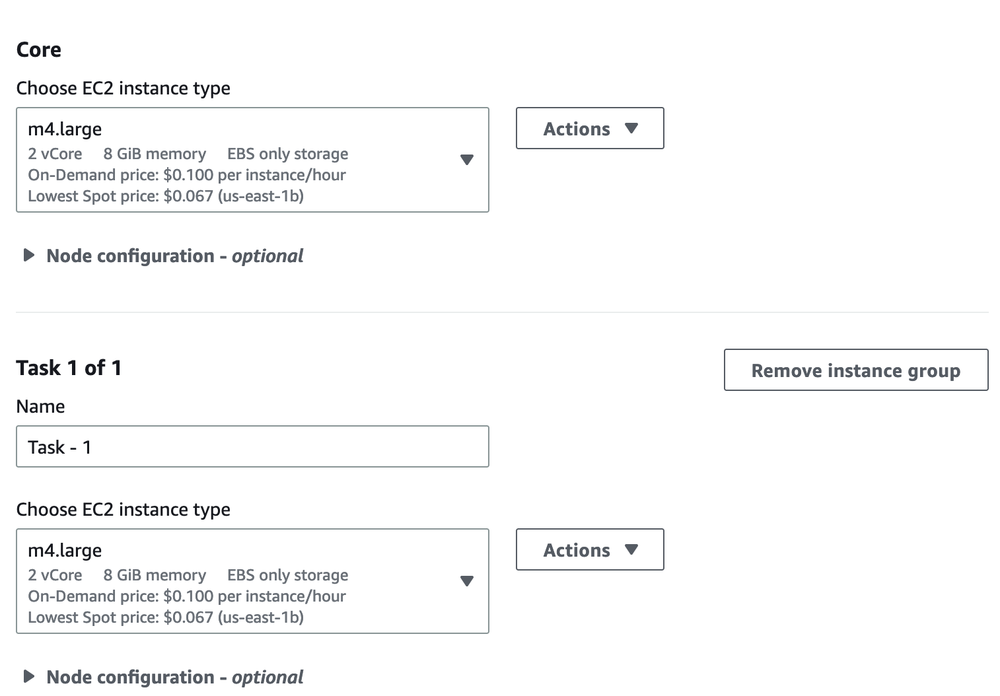 Core
Choose EC2 instance type
m4.large
Actions
2 vCore 8 GiB memory EBS only storage
On-Demand price: $0.100 per instance/hour
Lowest Spot price: $0.067 (us-east-1b)
Node configuration - optional
Task 1 of 1
Remove instance group
Name
Task - 1
Choose EC2 instance type
m4.large
Actions
2 vCore 8 GiB memory EBS only storage
On-Demand price: $0.100 per instance/hour
Lowest Spot price: $0.067 (us-east-1b)
Node configuration - optional